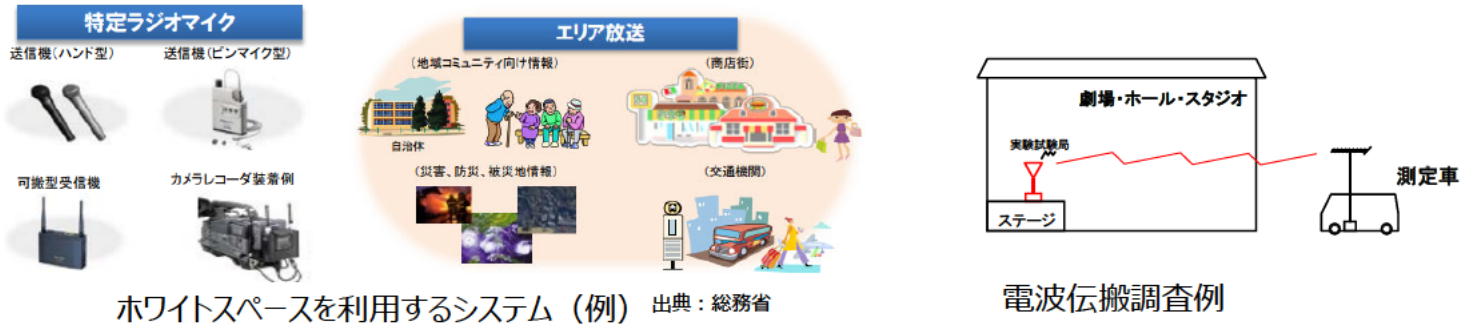 特定ラジオマイク
送信機(ハンド型)
送信機(ピンマイク型)
可搬型受信機
カメラレコーダ装着例
エリア放送
(地域コミュニティ向け情報)
(商店街)
自治体
(災害、防災、被災地情報)
(交通機関)
ホワイトスペースを利用するシステム(例) 出典:総務省
劇場・ホール・スタジオ
実験試験局
ステージ
測定車
電波伝搬調査例